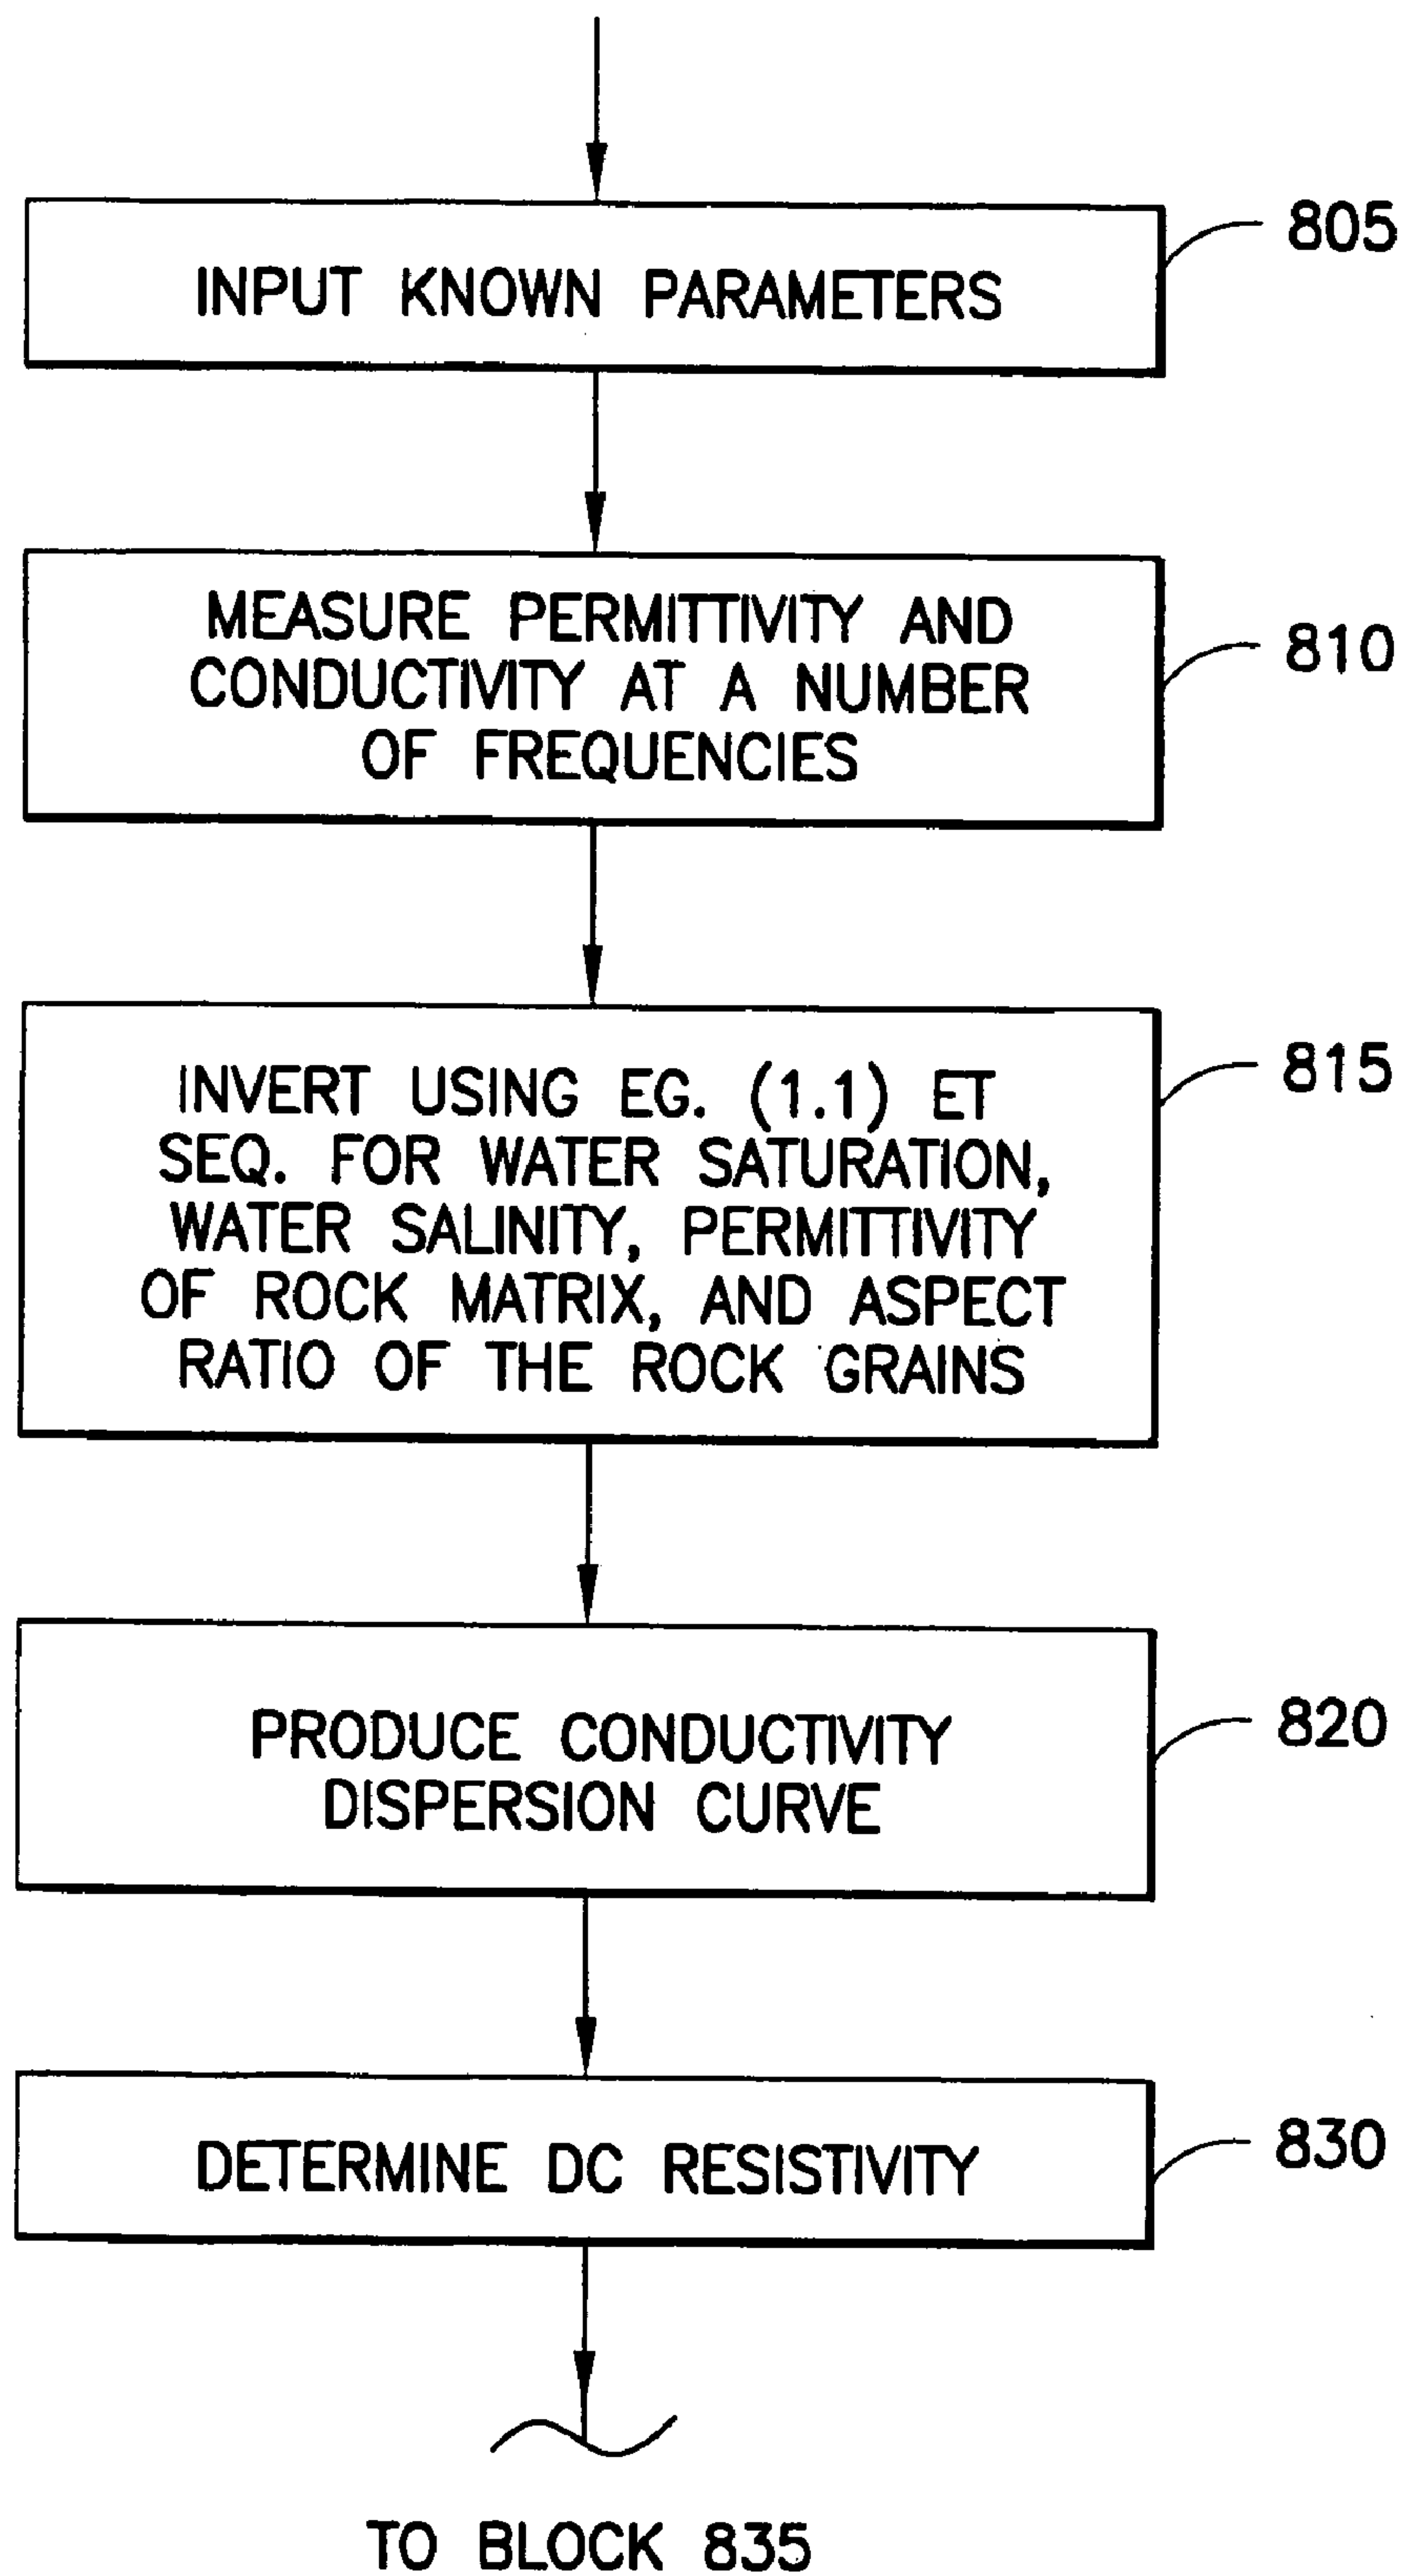 INPUT KNOWN PARAMETERS
805
MEASURE PERMITTIVITY AND
CONDUCTIVITY AT A NUMBER
OF FREQUENCIES
810
INVERT USING EG. (1.1) ET
SEQ. FOR WATER SATURATION,
WATER SALINITY, PERMITTIVITY
OF ROCK MATRIX, AND ASPECT
RATIO OF THE ROCK GRAINS
815
PRODUCE CONDUCTIVITY
DISPERSION CURVE
820
DETERMINE DC RESISTIVITY
830
TO BLOCK 835